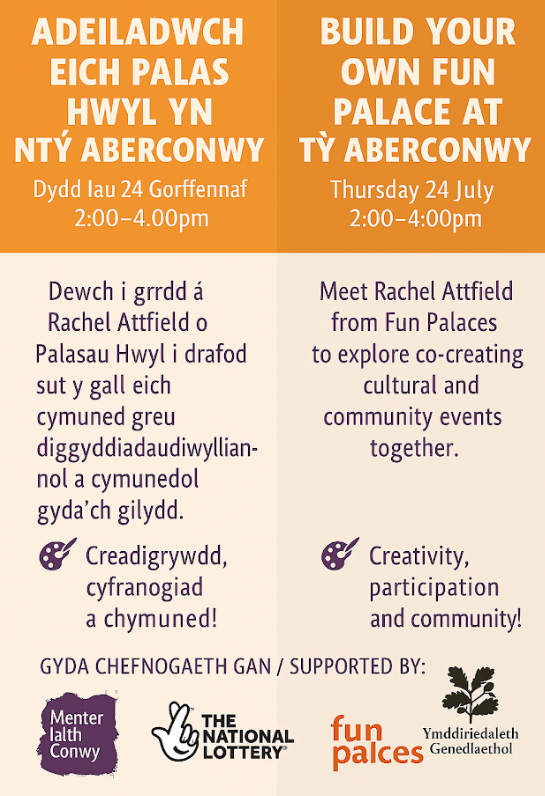 ADEILADWCH
EICH PALAS
HWYL YN
NTÝ ABERCONWY
Dydd Iau 24 Gorffennaf
2:00–4.00pm
Dewch i grrdd á
Rachel Attfield o
Palasau Hwyl i drafod
sut y gall eich
cymuned greu
diggyddiadaudiwyllian-
nol a cymunedol
gyda'ch gilydd.
Creadigrywdd,
cyfranogiad
a chymuned!
BUILD YOUR
OWN FUN
PALACE AT
TỲ ABERCONWY
Thursday 24 July
2:00–4:00pm
Meet Rachel Attfield
from Fun Palaces
to explore co-creating
cultural and
community events
together.
Creativity,
participation
and community!
GYDA CHEFNOGAETH GAN / SUPPORTED BY:
Menter
Ialth
Conwy
THE
NATIONAL
LOTTERY®
fun
palces
Ymddiriedaleth
Genedlaethol